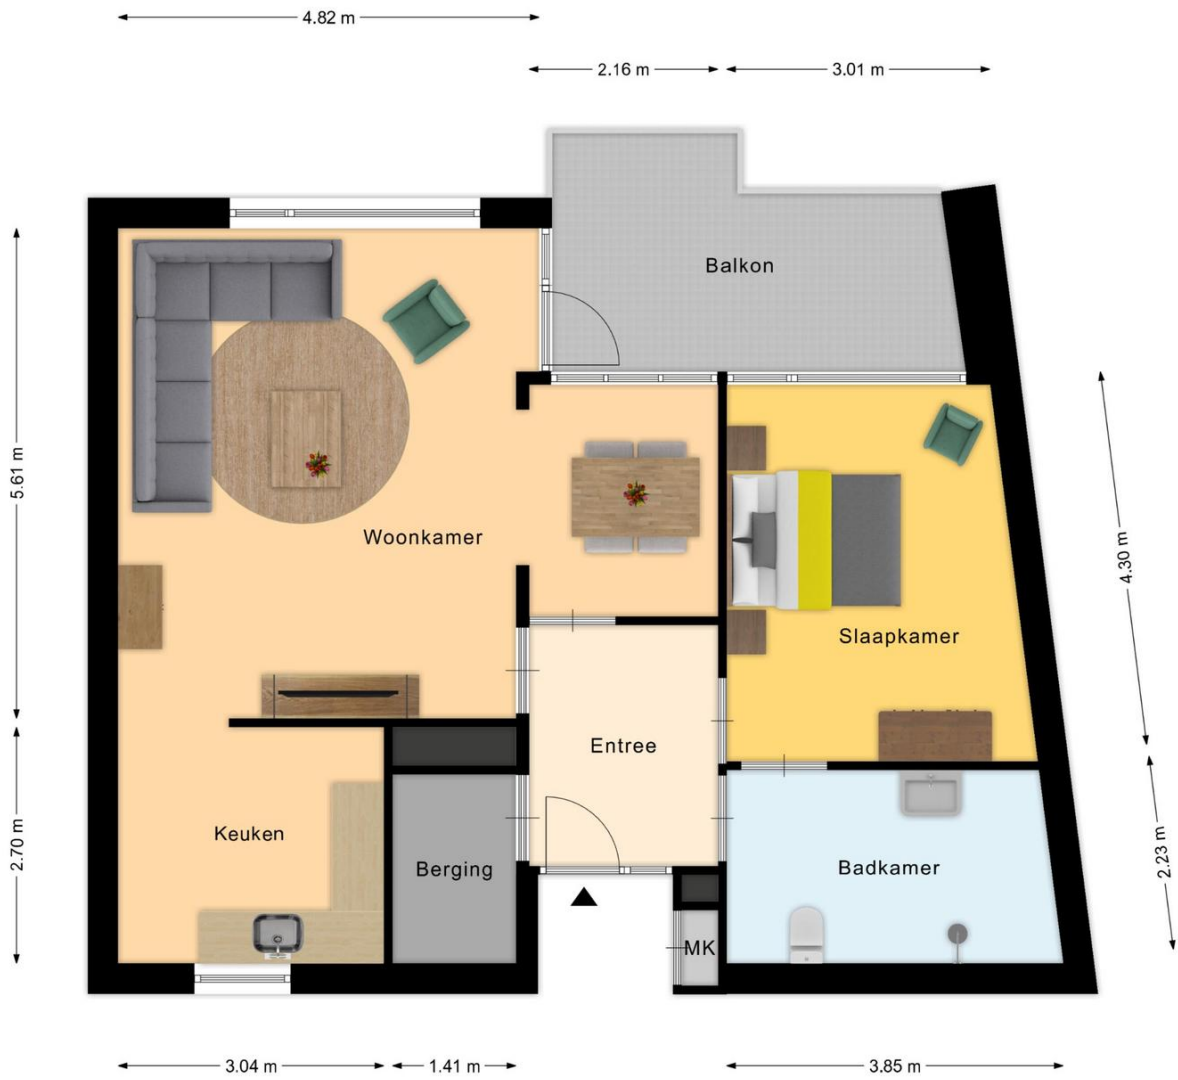 4.82 m
2.16 m
3.01 m
Balkon
5.61 m
Woonkamer
4.30 m
Slaapkamer
Entree
Keuken
2.70 m
Berging
Badkamer
2.23 m
MK
3.04 m
1.41 m
3.85 m